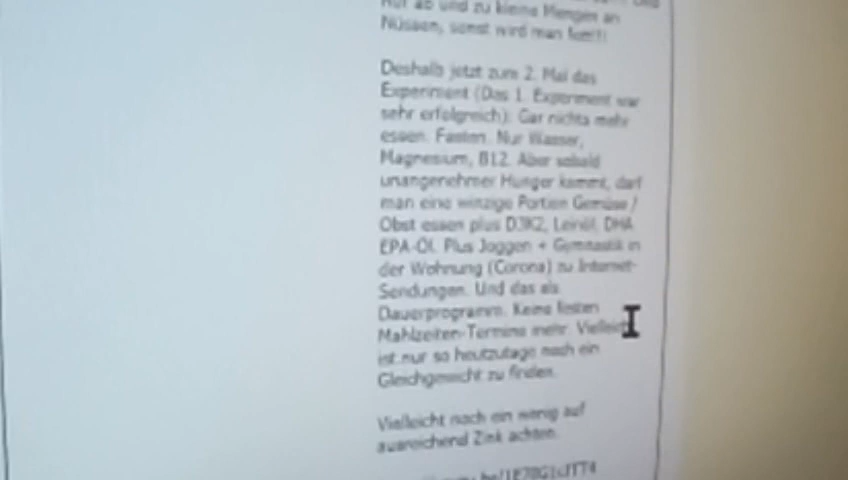 Nur ab und zu kleine Mengen an
Nüssen, sonst wird man fett!!!
Deshalb jetzt zum 2. Mal das
Experiment (Das 1. Experiment war
sehr erfolgreich): Gar nichts mehr
essen. Fasten. Nur Wasser,
Magnesium, B12. Aber sobald
unangenehmer Hunger kommt, darf
man eine winzige Portion Gemüse /
Obst essen plus D3K2, Leinöl, DHA
EPA-Öl. Plus Joggen + Gymnastik in
der Wohnung (Corona) zu Internet-
Sendungen. Und das als
Dauerprogramm. Keine festen
Mahlzeiten-Termine mehr. Vielleicht
ist nur so heutzutage noch ein
Gleichgewicht zu finden.
Vielleicht noch ein wenig auf
ausreichend Zink achten.